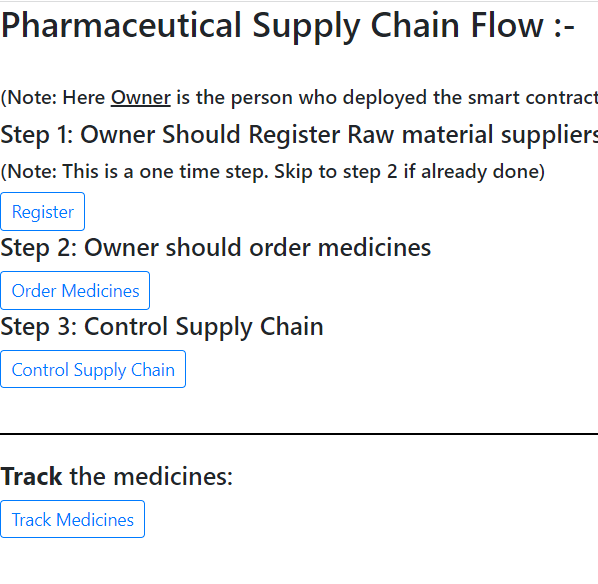 Pharmaceutical Supply Chain Flow :-
(Note: Here Owner is the person who deployed the smart contract
Step 1: Owner Should Register Raw material suppliers
(Note: This is a one time step. Skip to step 2 if already done)
Register
Step 2: Owner should order medicines
Order Medicines
Step 3: Control Supply Chain
Control Supply Chain
Track the medicines:
Track Medicines